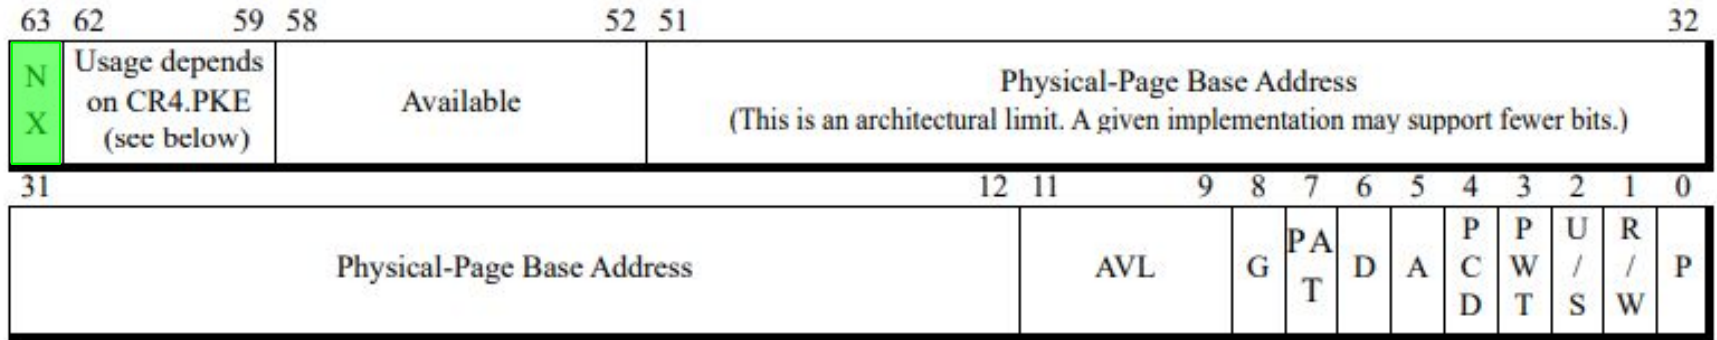 63 62 59 58 52 51 32
N
X
Usage depends
on CR4.PKE
(see below)
Available
Physical-Page Base Address
(This is an architectural limit. A given implementation may support fewer bits.)
31 12 11 9 8 7 6 5 4 3 2 1 0
Physical-Page Base Address
AVL
G
PA
T
D
A
P
C
D
P
W
T
U
/
S
R
/
W
P